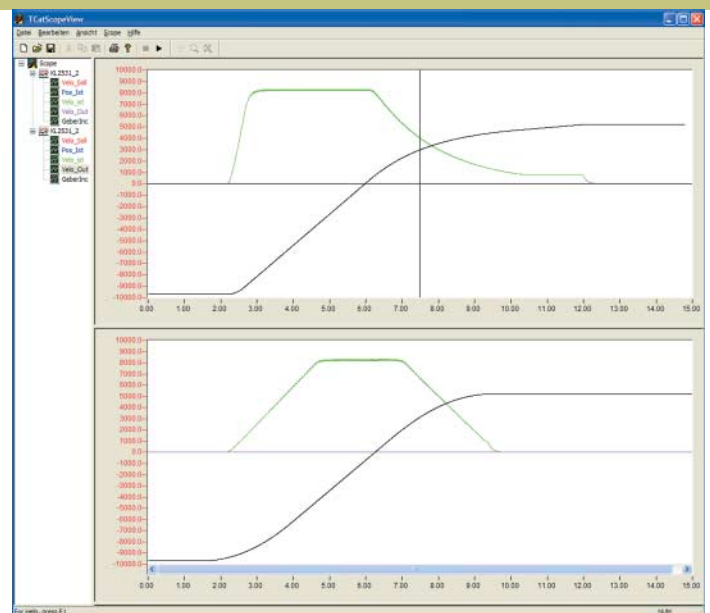 TCatScopeView
Datei Bearbeiten Ansicht Scope Hilfe
Scope
KL2531_2
Velo_Soll
Pos_Ist
Velo_Ist
Velo_Out
GeberInc
KL2531_2
Velo_Soll
Pos_Ist
Velo_Ist
Velo_Out
GeberInc
10000.0
9000.0
8000.0
7000.0
6000.0
5000.0
4000.0
3000.0
2000.0
1000.0
0.0
-1000.0
-2000.0
-3000.0
-4000.0
-5000.0
-6000.0
-7000.0
-8000.0
-9000.0
-10000.0
0.00 1.00 2.00 3.00 4.00 5.00 6.00 7.00 8.00 9.00 10.00 11.00 12.00 13.00 14.00 15.00
10000.0
9000.0
8000.0
7000.0
6000.0
5000.0
4000.0
3000.0
2000.0
1000.0
0.0
-1000.0
-2000.0
-3000.0
-4000.0
-5000.0
-6000.0
-7000.0
-8000.0
-9000.0
-10000.0
0.00 1.00 2.00 3.00 4.00 5.00 6.00 7.00 8.00 9.00 10.00 11.00 12.00 13.00 14.00 15.00
For Help, press F1